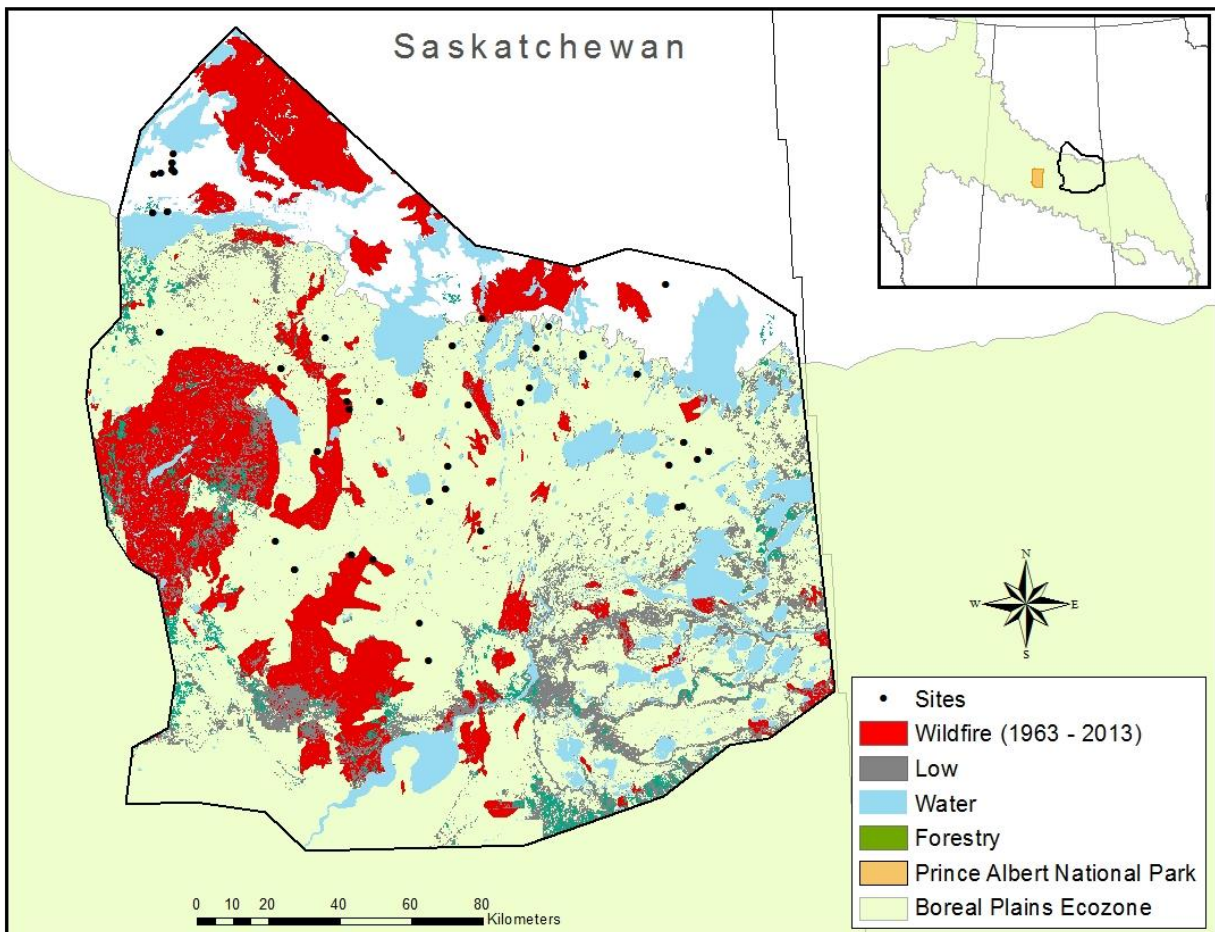 Saskatchewan
N
W E
S
Sites
Wildfire (1963 - 2013)
Low
Water
Forestry
Prince Albert National Park
Boreal Plains Ecozone
0 10 20 40 60 80
Kilometers